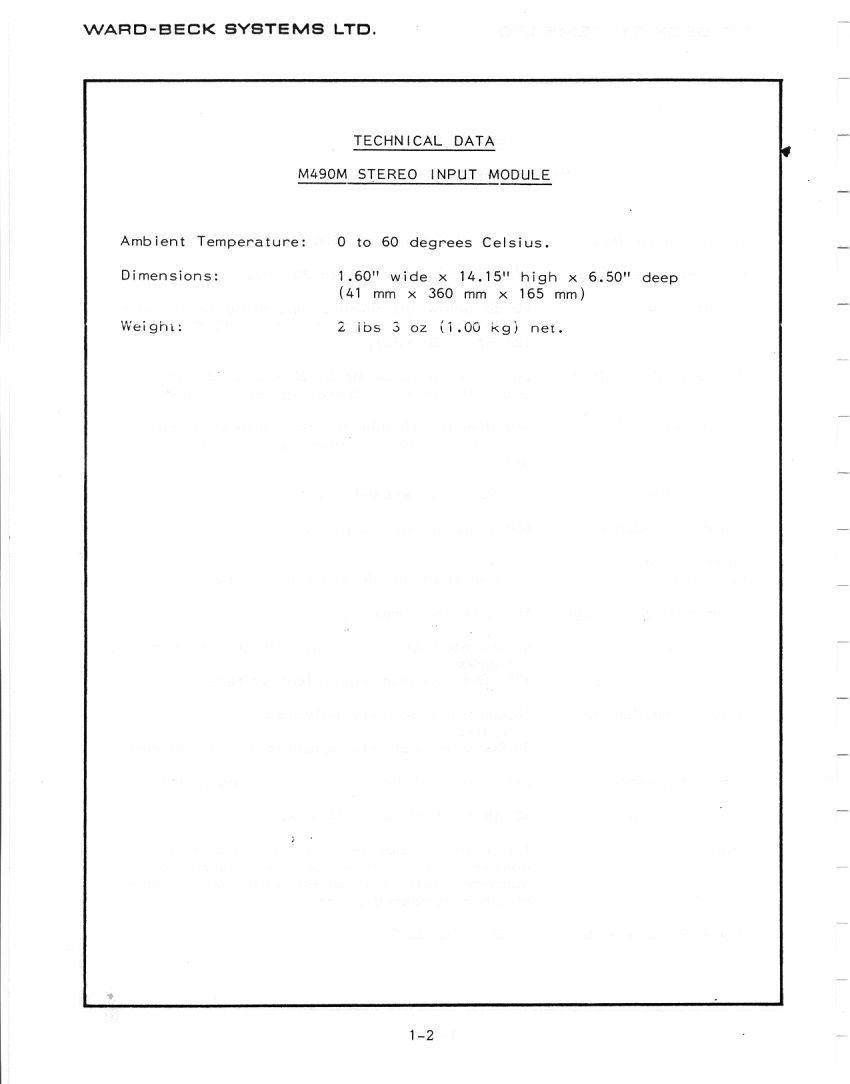 WARD-BECK SYSTEMS LTD.
TECHNICAL DATA
M490M STEREO INPUT MODULE
Ambient Temperature: 0 to 60 degrees Celsius.
Dimensions: 1.60" wide x 14.15" high x 6.50" deep
(41 mm x 360 mm x 165 mm)
Weight: 2 lbs 3 oz (1.00 kg) net.
1-2